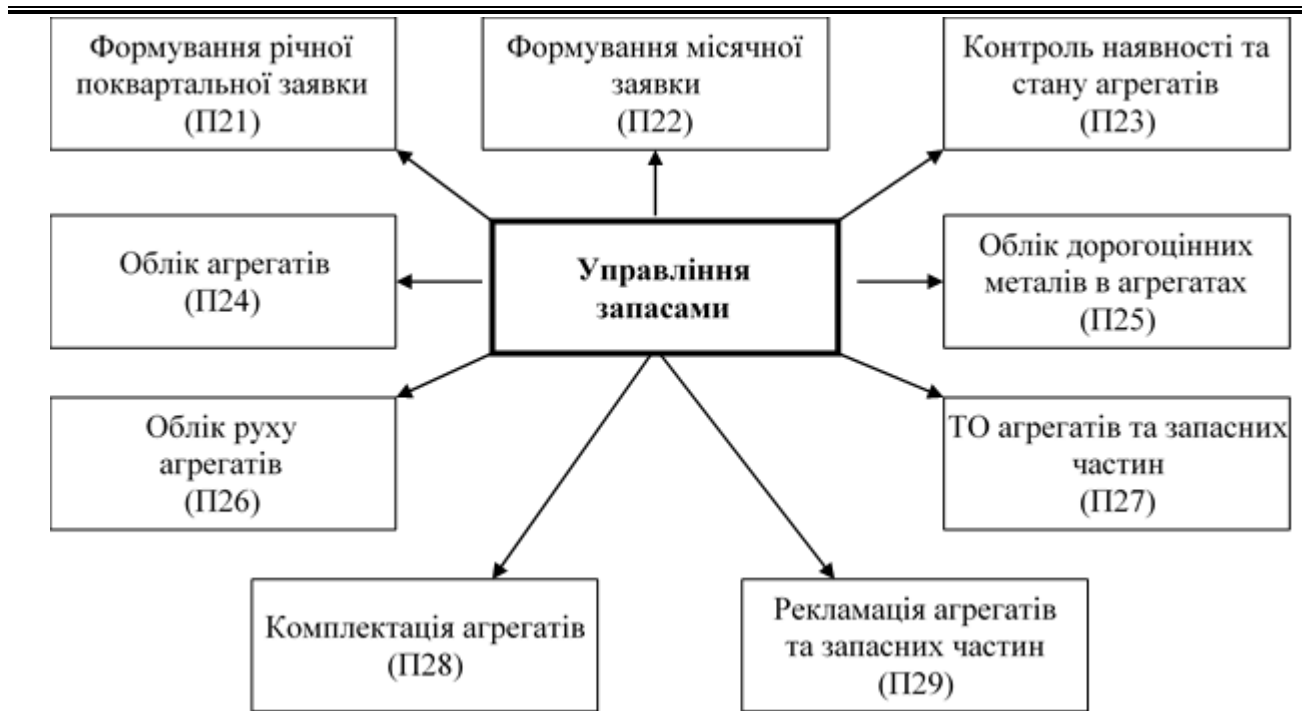 Формування річної
поквартальної заявки
(П21)
Формування місячної
заявки
(П22)
Контроль наявності та
стану агрегатів
(П23)
Облік агрегатів
(П24)
Управління
запасами
Облік дорогоцінних
металів в агрегатах
(П25)
Облік руху
агрегатів
(П26)
ТО агрегатів та запасних
частин
(П27)
Комплектація агрегатів
(П28)
Рекламація агрегатів
та запасних частин
(П29)